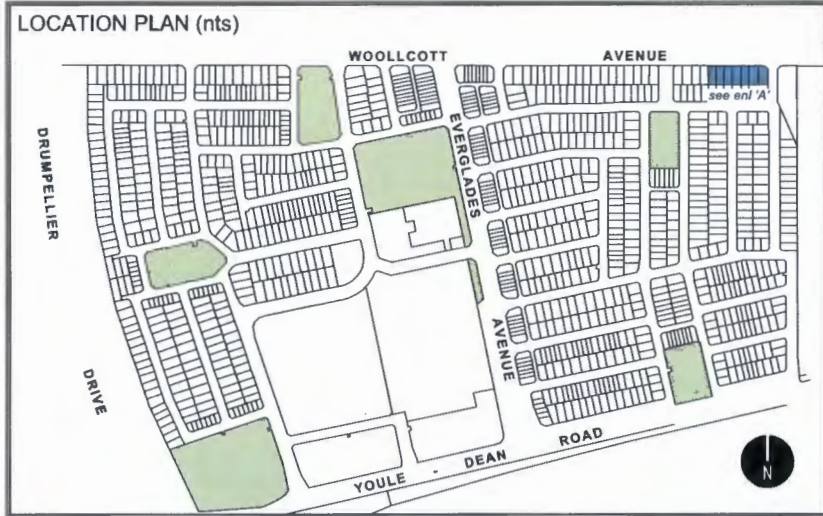 LOCATION PLAN (nts)
WOOLLCOTT AVENUE
see enl 'A'
EVERGLADES
DRUMPELLIER
AVENUE
DRIVE
YOULE - DEAN ROAD
N